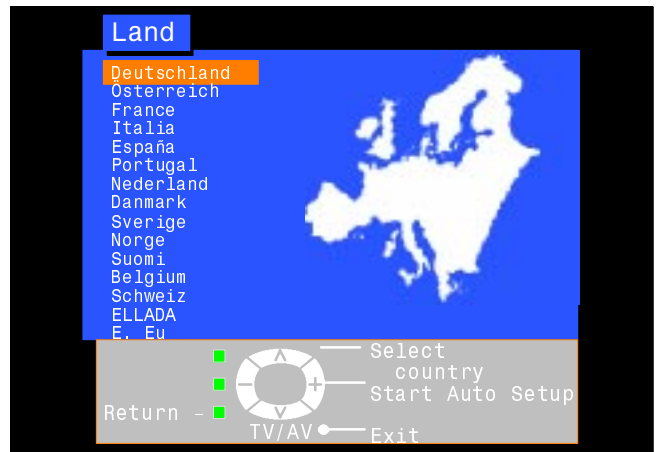 Land
Deutschland
Österreich
France
Italia
España
Portugal
Nederland
Danmark
Sverige
Norge
Suomi
Belgium
Schweiz
ELLADA
E. Eu
Select
country
Start Auto Setup
Return –
TV/AV
Exit